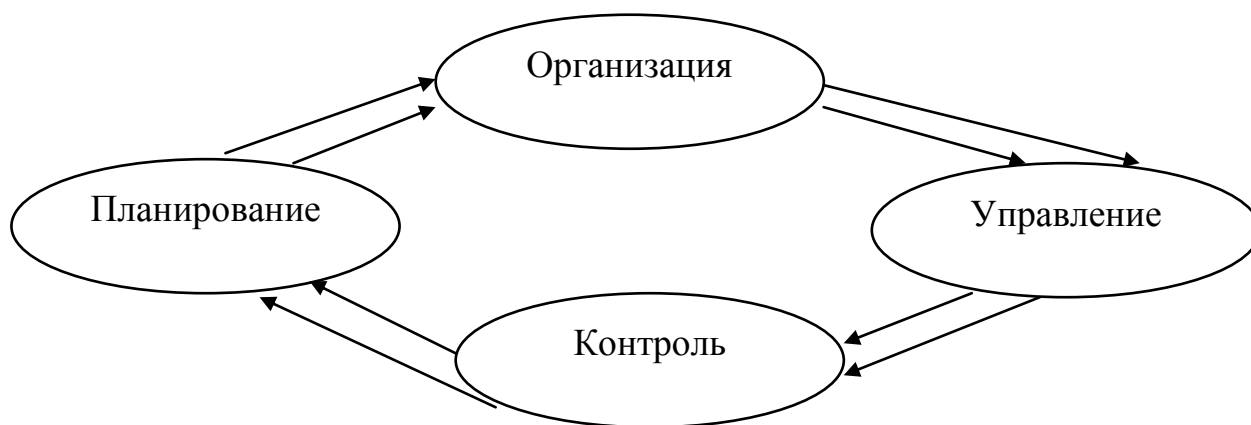 Организация
Планирование
Управление
Контроль